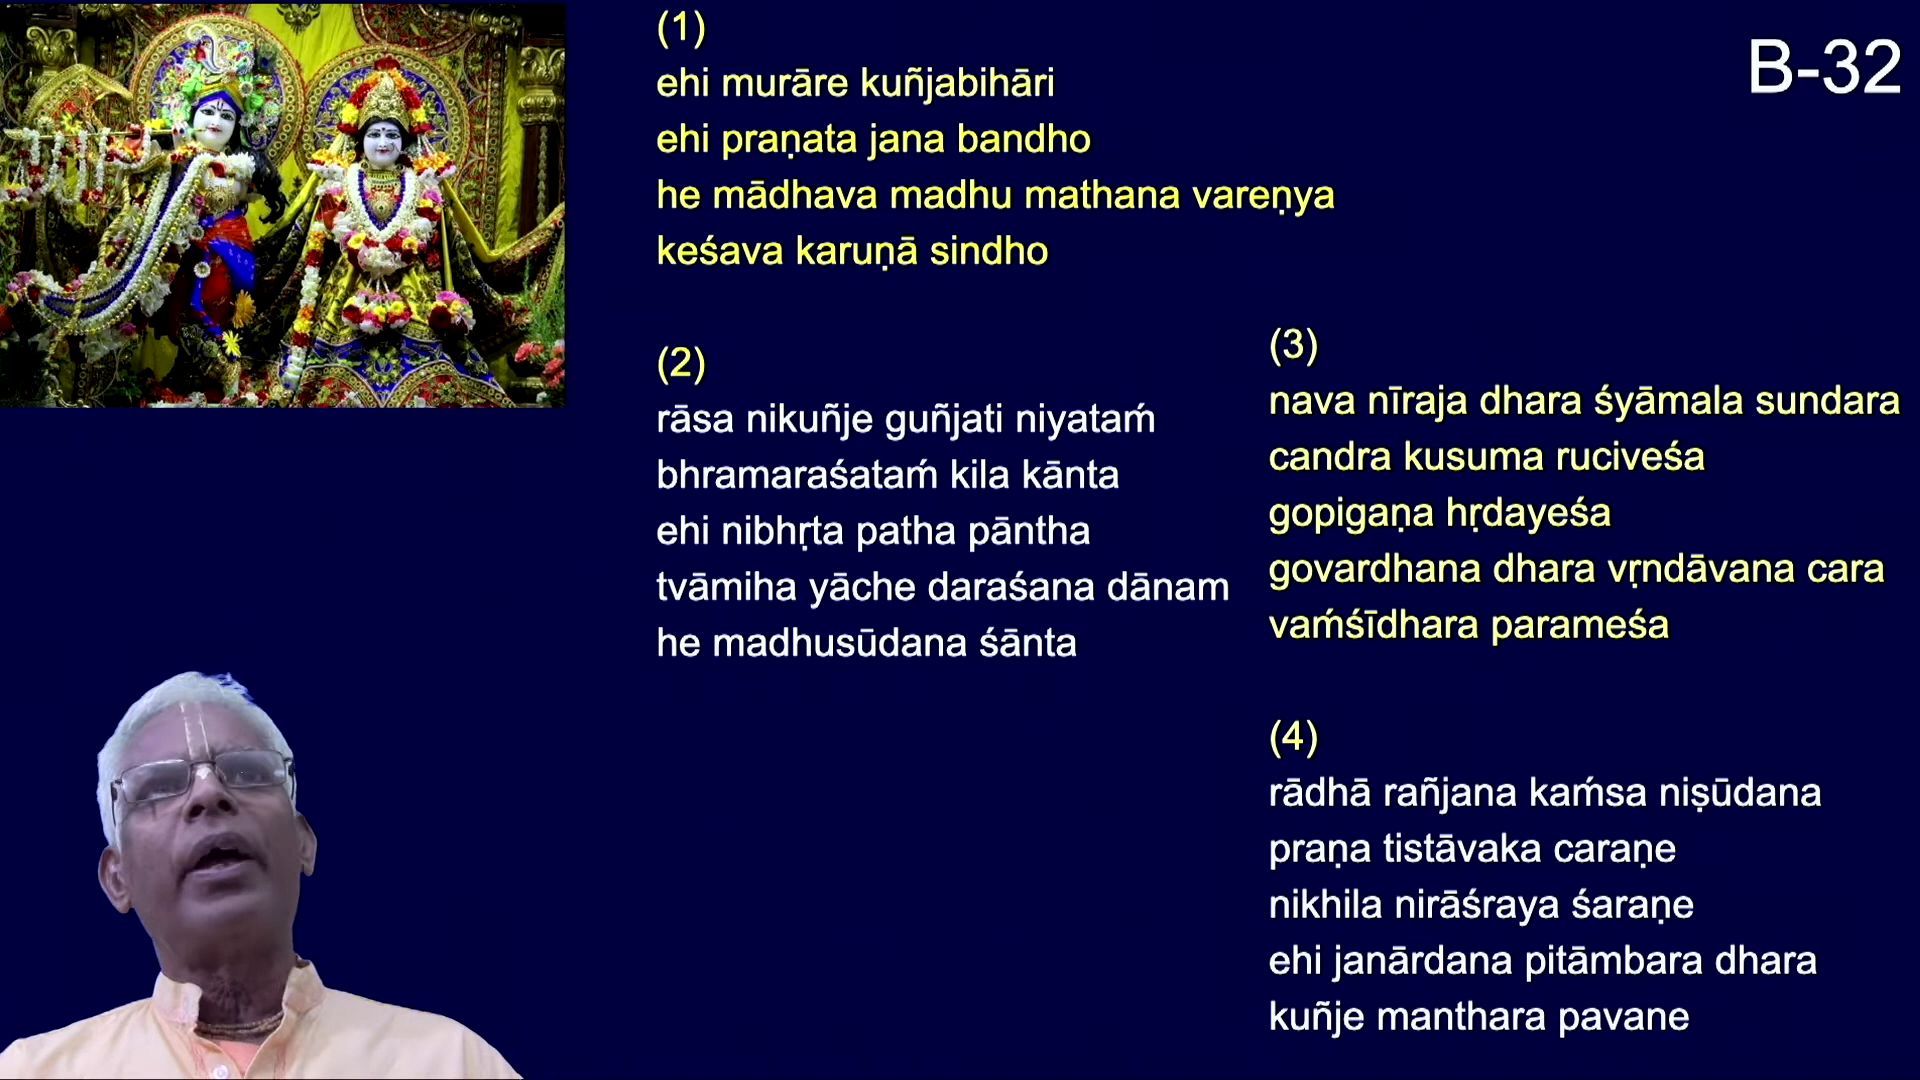 (1)
ehi murāre kuñjabihāri
ehi praṇata jana bandho
he mādhava madhu mathana vareṇya
keśava karuṇā sindho
B-32
(2)
rāsa nikuñje guñjati niyataḿ
bhramaraśataḿ kila kānta
ehi nibhṛta patha pāntha
tvāmiha yāche daraśana dānam
he madhusūdana śānta
(3)
nava nīraja dhara śyāmala sundara
candra kusuma ruciveśa
gopigaṇa hṛdayeśa
govardhana dhara vṛndāvana cara
vaḿśīdhara parameśa
(4)
rādhā rañjana kaḿsa niṣūdana
praṇa tistāvaka caraṇe
nikhila nirāśraya śaraṇe
ehi janārdana pitāmbara dhara
kuñje manthara pavane